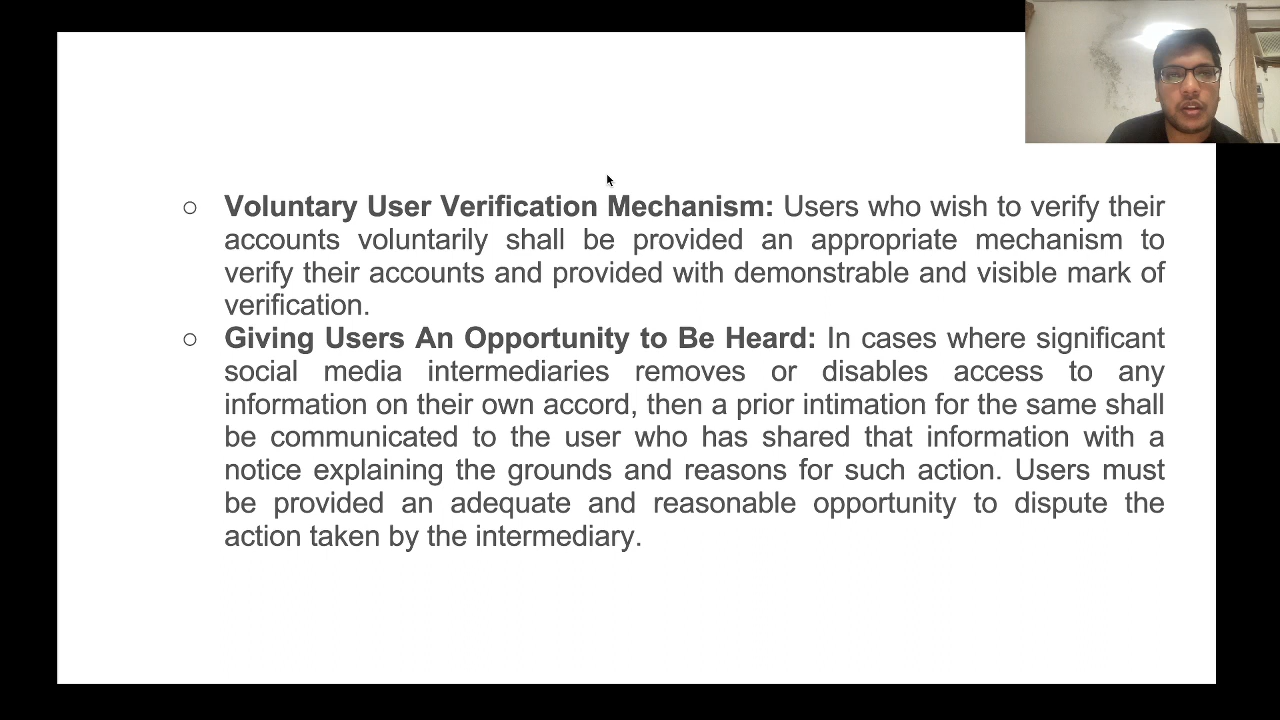 ○ Voluntary User Verification Mechanism: Users who wish to verify their
accounts voluntarily shall be provided an appropriate mechanism to
verify their accounts and provided with demonstrable and visible mark of
verification.
○ Giving Users An Opportunity to Be Heard: In cases where significant
social media intermediaries removes or disables access to any
information on their own accord, then a prior intimation for the same shall
be communicated to the user who has shared that information with a
notice explaining the grounds and reasons for such action. Users must
be provided an adequate and reasonable opportunity to dispute the
action taken by the intermediary.